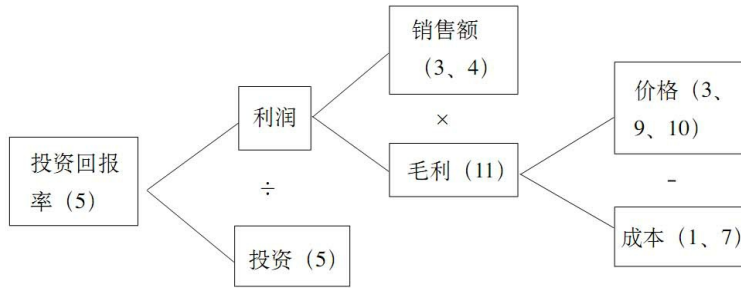 销售额
（3、4）
价格（3、
9、10）
利润
×
投资回报
率（5）
毛利（11）
-
÷
成本（1、7）
投资（5）